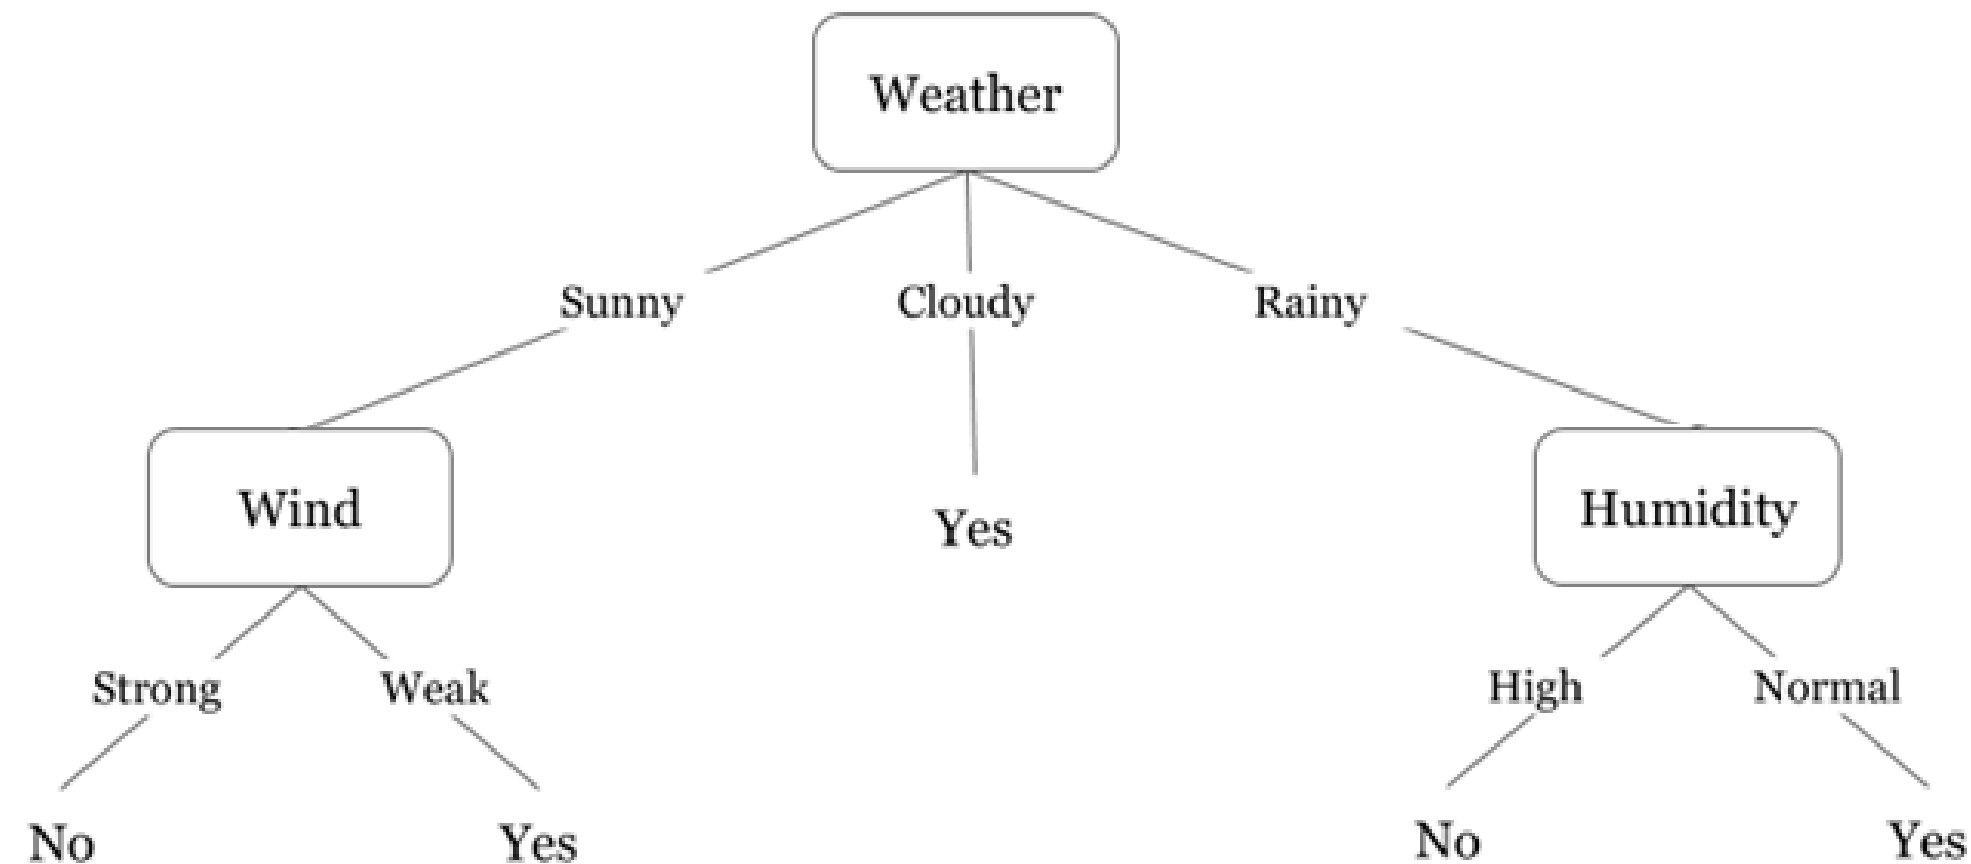 Weather
Sunny Cloudy Rainy
Wind Yes Humidity
Strong Weak High Normal
No Yes No Yes